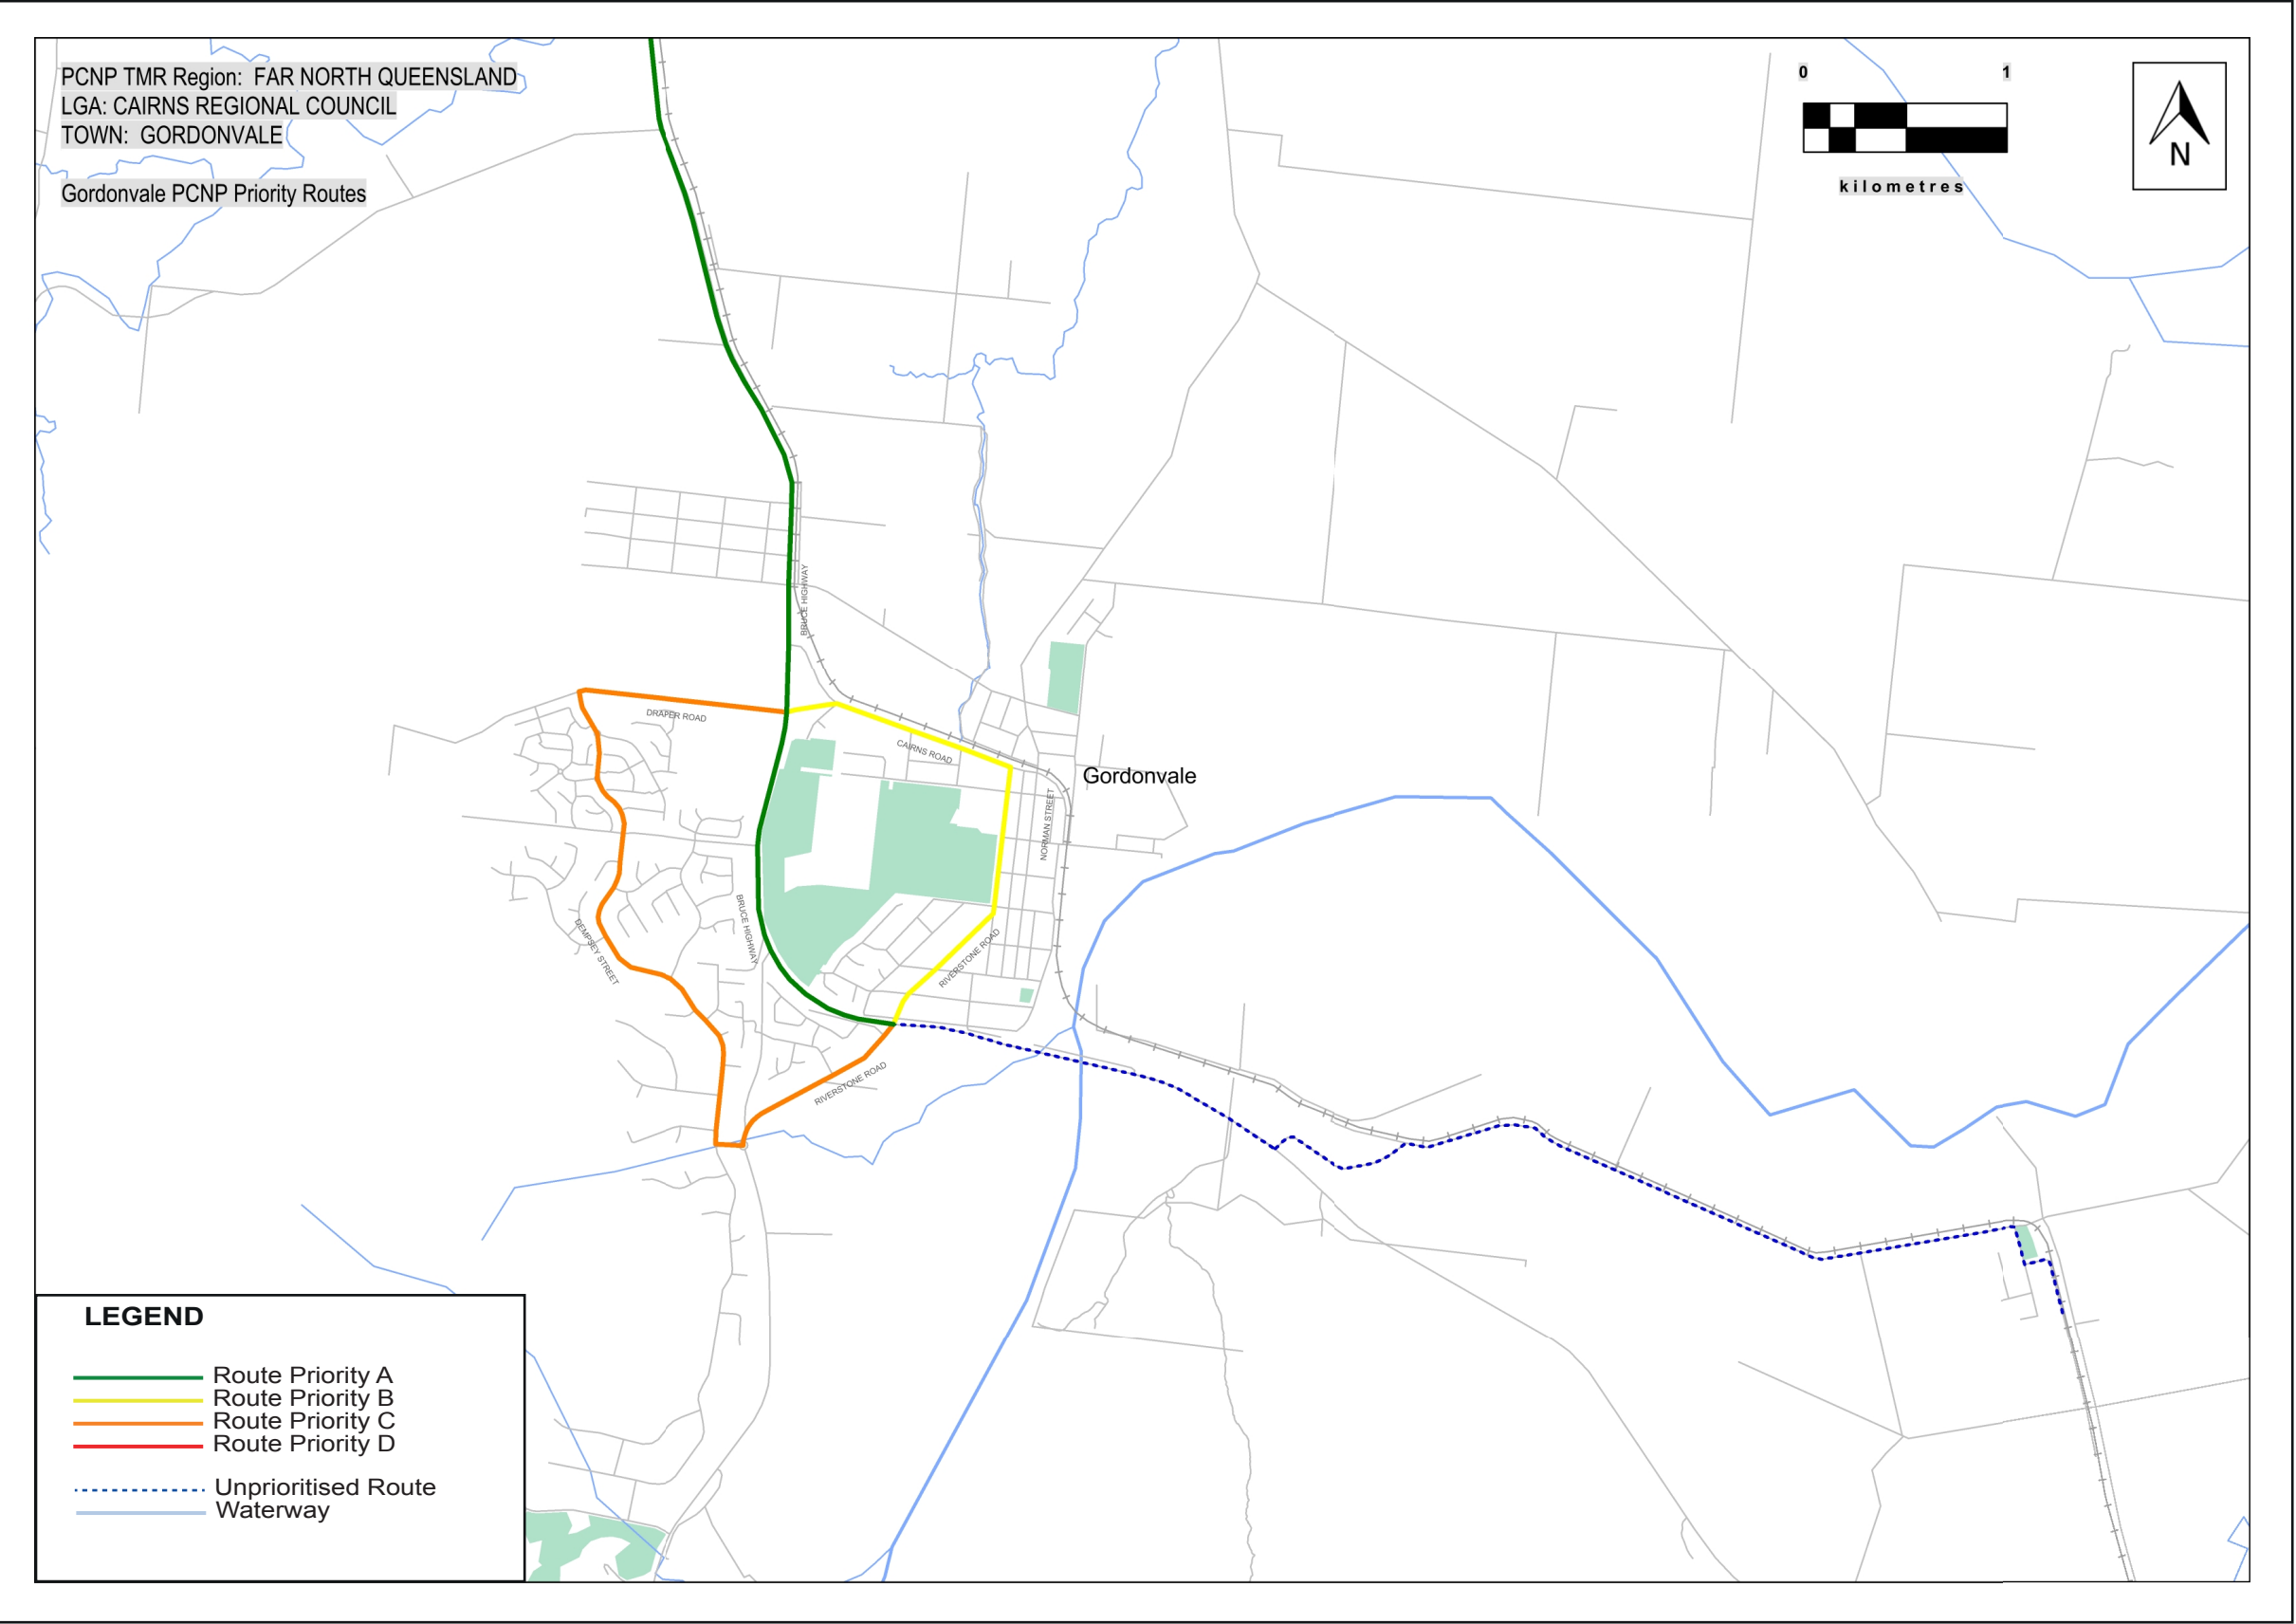 PCNP TMR Region: FAR NORTH QUEENSLAND
LGA: CAIRNS REGIONAL COUNCIL
TOWN: GORDONVALE
Gordonvale PCNP Priority Routes
0 1
kilometres
N
BRUCE HIGHWAY
DRAPER ROAD
CAIRNS ROAD
Gordonvale
NORMAN STREET
BRUCE HIGHWAY
DEMPSEY STREET
RIVERSTONE ROAD
RIVERSTONE ROAD
LEGEND
Route Priority A
Route Priority B
Route Priority C
Route Priority D
Unprioritised Route
Waterway